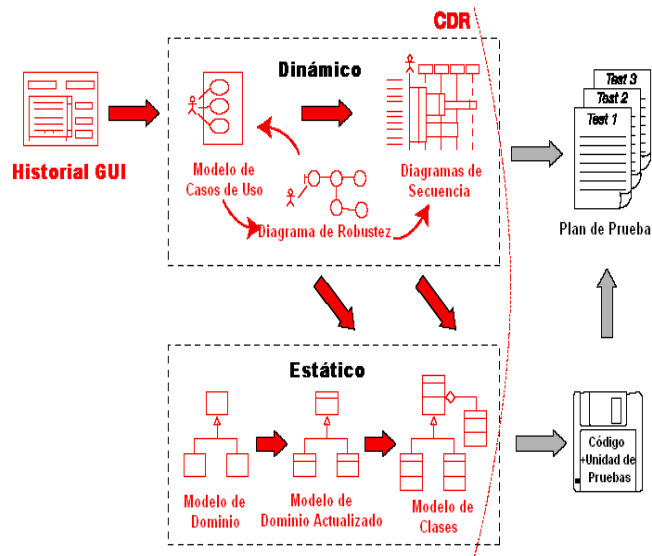 CDR
Dinámico
Historial GUI
Modelo de
Casos de Uso
Diagrama de Robustez
Diagramas de
Secuencia
Test 3
Test 2
Test 1
Plan de Prueba
Estático
Modelo de
Dominio
Modelo de
Dominio Actualizado
Modelo de
Clases
Código
+Unidad de
Pruebas